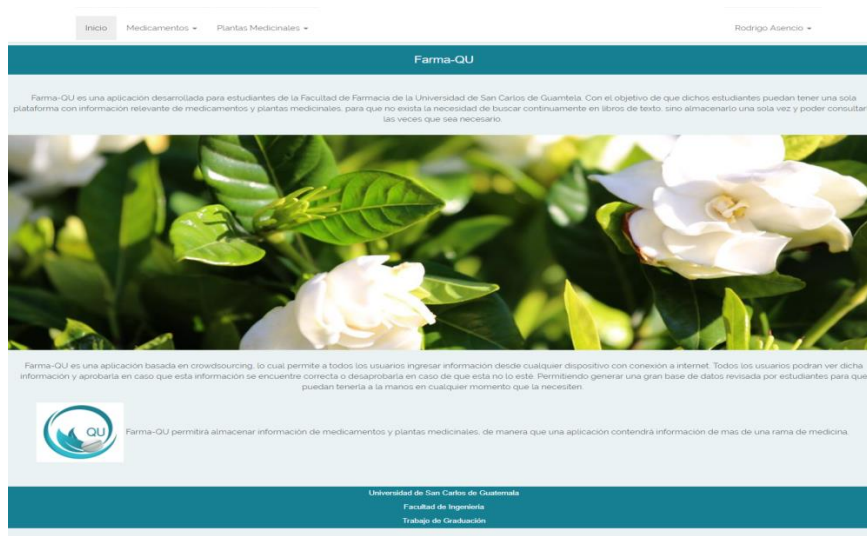 Inicio Medicamentos Plantas Medicinales Rodrigo Asencio
Farma-QU
Farma-QU es una aplicación desarrollada para estudiantes de la Facultad de Farmacia de la Universidad de San Carlos de Guamtela. Con el objetivo de que dichos estudiantes puedan tener una sola
plataforma con información relevante de medicamentos y plantas medicinales, para que no exista la necesidad de buscar continuamente en libros de texto, sino almacenarlo una sola vez y poder consultar
las veces que sea necesario.
Farma-QU es una aplicación basada en crowdsourcing, lo cual permite a todos los usuarios ingresar información desde cualquier dispositivo con conexión a internet. Todos los usuarios podran ver dicha
información y aprobarla en caso que esta información se encuentre correcta o desaprobarla en caso de que esta no lo esté. Permitiendo generar una gran base de datos revisada por estudiantes para que
puedan tenerla a la manos en cualquier momento que la necesiten.
QU
Farma-QU permitirá almacenar información de medicamentos y plantas medicinales, de manera que una aplicación contendrá información de mas de una rama de medicina.
Universidad de San Carlos de Guatemala
Facultad de Ingeniería
Trabajo de Graduación